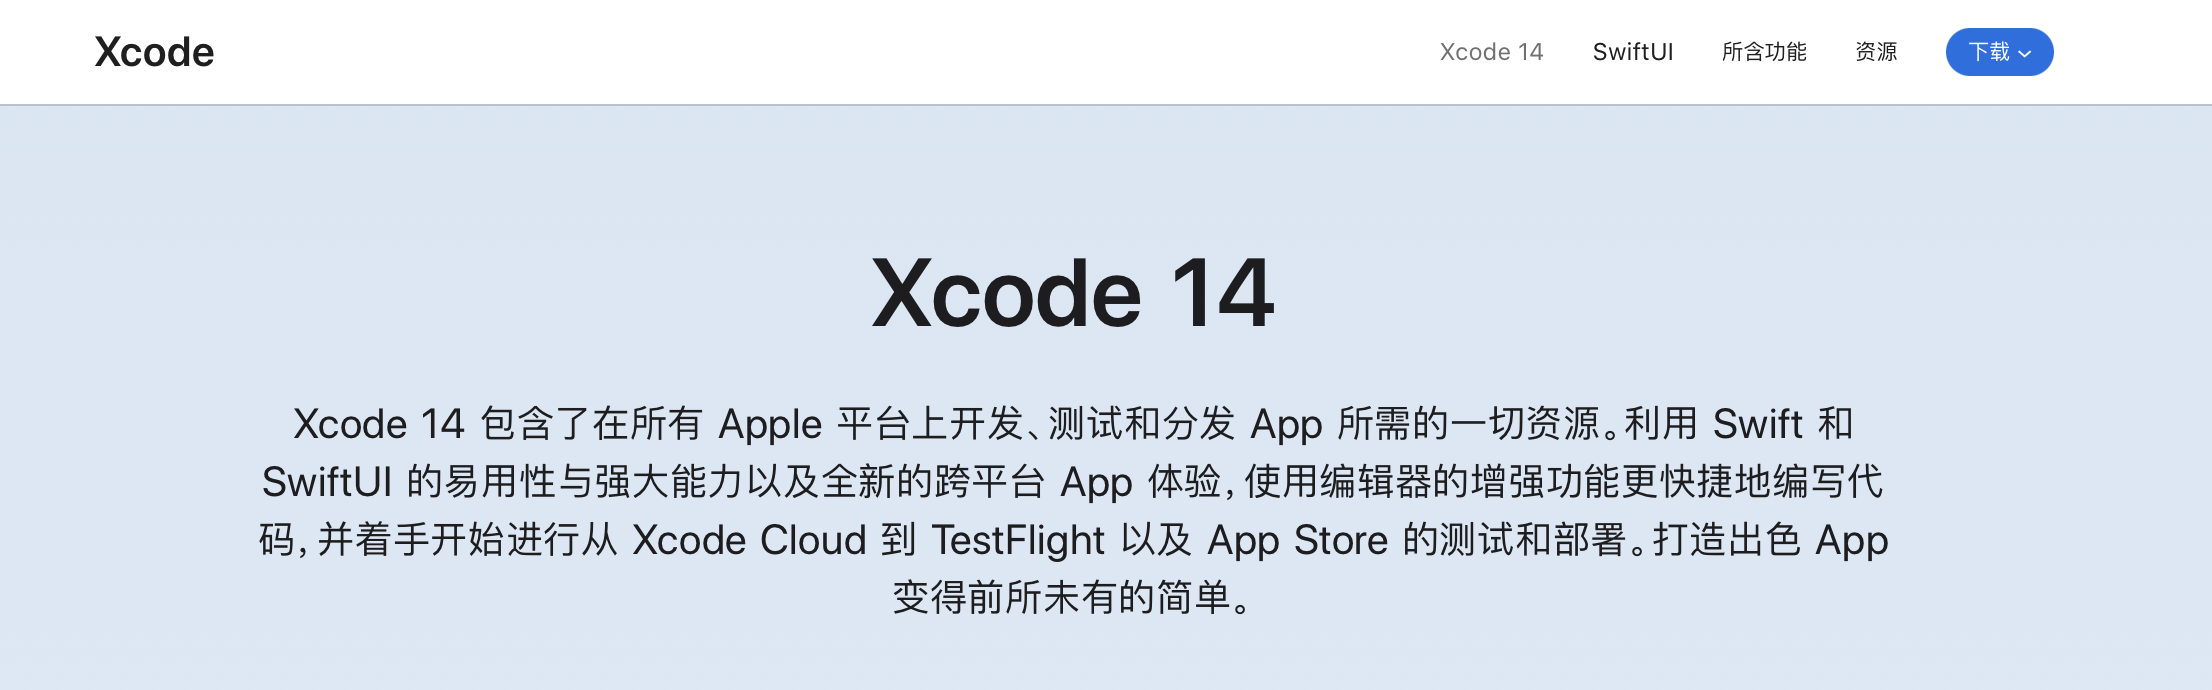 Xcode
Xcode 14
SwiftUI
所含功能
资源
下载
Xcode 14
Xcode 14 包含了在所有 Apple 平台上开发、测试和分发 App 所需的一切资源。利用 Swift 和
SwiftUI 的易用性与强大能力以及全新的跨平台 App 体验，使用编辑器的增强功能更快捷地编写代
码，并着手开始进行从 Xcode Cloud 到 TestFlight 以及 App Store 的测试和部署。打造出色 App
变得前所未有的简单。